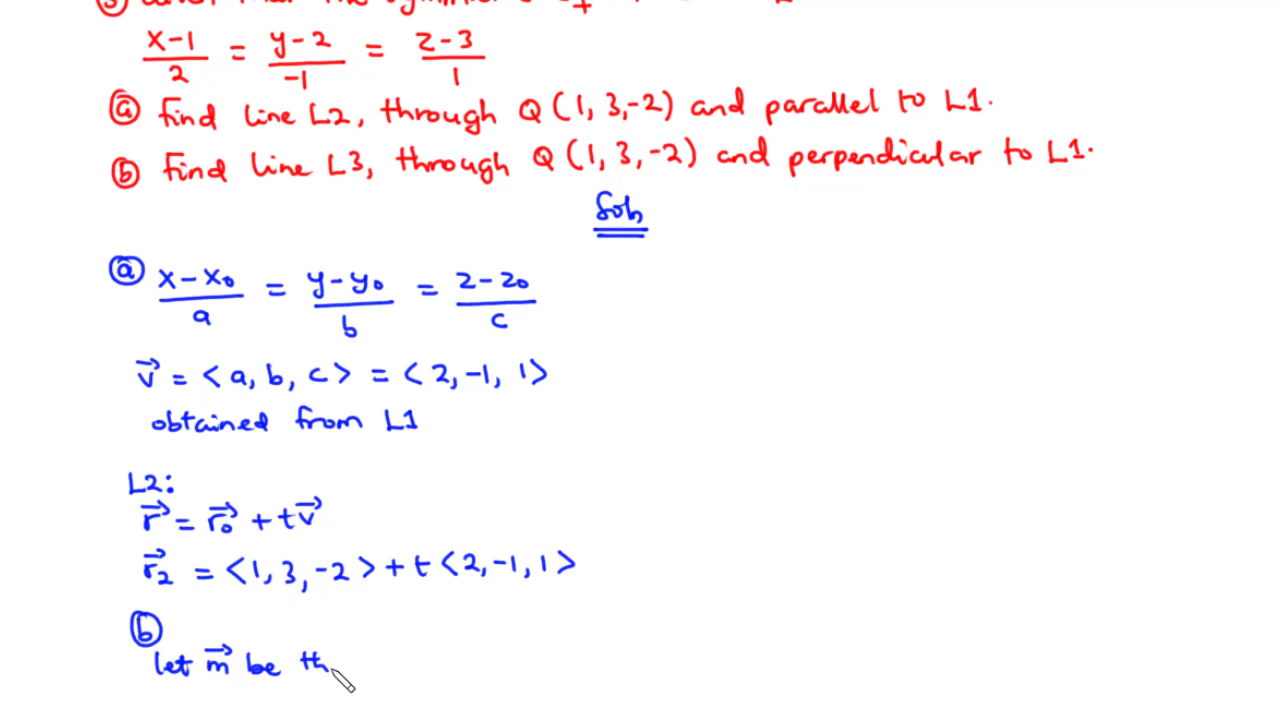 (x-1)/2 = (y-2)/-1 = (z-3)/1
ⓐ Find line L2, through Q (1, 3, -2) and parallel to L1.
ⓑ Find line L3, through Q (1, 3, -2) and perpendicular to L1.
Soln
ⓐ (x-x₀)/a = (y-y₀)/b = (z-z₀)/c
v⃗ = <a, b, c> = <2, -1, 1>
obtained from L1
L2:
r⃗ = r⃗₀ + tv⃗
r⃗₂ = <1, 3, -2> + t <2, -1, 1>
ⓑ
let m⃗ be th